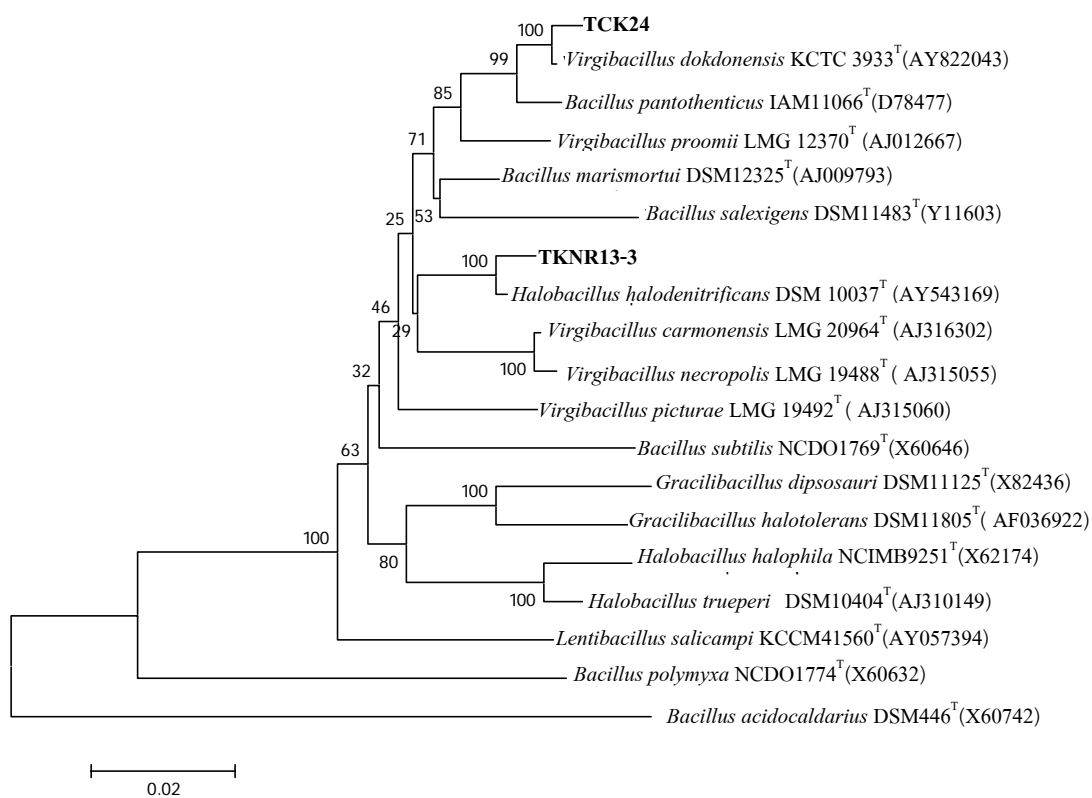 100 TCK24
99 Virgibacillus dokdonensis KCTC 3933T(AY822043)
85 Bacillus pantothenticus IAM11066T(D78477)
71 Virgibacillus proomii LMG 12370T (AJ012667)
Bacillus marismortui DSM12325T(AJ009793)
25 53 Bacillus salexigens DSM11483T(Y11603)
100 TKNR13-3
Halobacillus halodenitrificans DSM 10037T (AY543169)
46 29 Virgibacillus carmonensis LMG 20964T (AJ316302)
32 100 Virgibacillus necropolis LMG 19488T ( AJ315055)
Virgibacillus picturae LMG 19492T ( AJ315060)
63 Bacillus subtilis NCDO1769T(X60646)
100 Gracilibacillus dipsosauri DSM11125T(X82436)
100 Gracilibacillus halotolerans DSM11805T( AF036922)
80 Halobacillus halophila NCIMB9251T(X62174)
100 Halobacillus trueperi DSM10404T(AJ310149)
Lentibacillus salicampi KCCM41560T(AY057394)
Bacillus polymyxa NCDO1774T(X60632)
Bacillus acidocaldarius DSM446T(X60742)
0.02